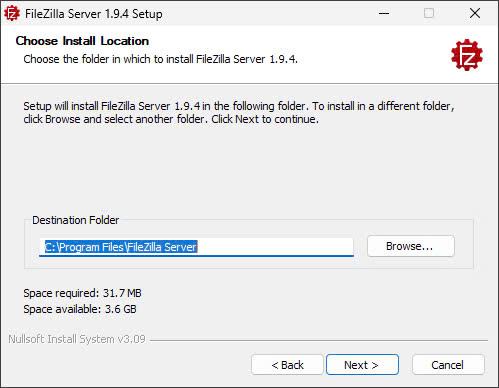 FileZilla Server 1.9.4 Setup
Choose Install Location
Choose the folder in which to install FileZilla Server 1.9.4.
Setup will install FileZilla Server 1.9.4 in the following folder. To install in a different folder,
click Browse and select another folder. Click Next to continue.
Destination Folder
C:\Program Files\FileZilla Server
Browse...
Space required: 31.7 MB
Space available: 3.6 GB
Nullsoft Install System v3.09
< Back
Next >
Cancel